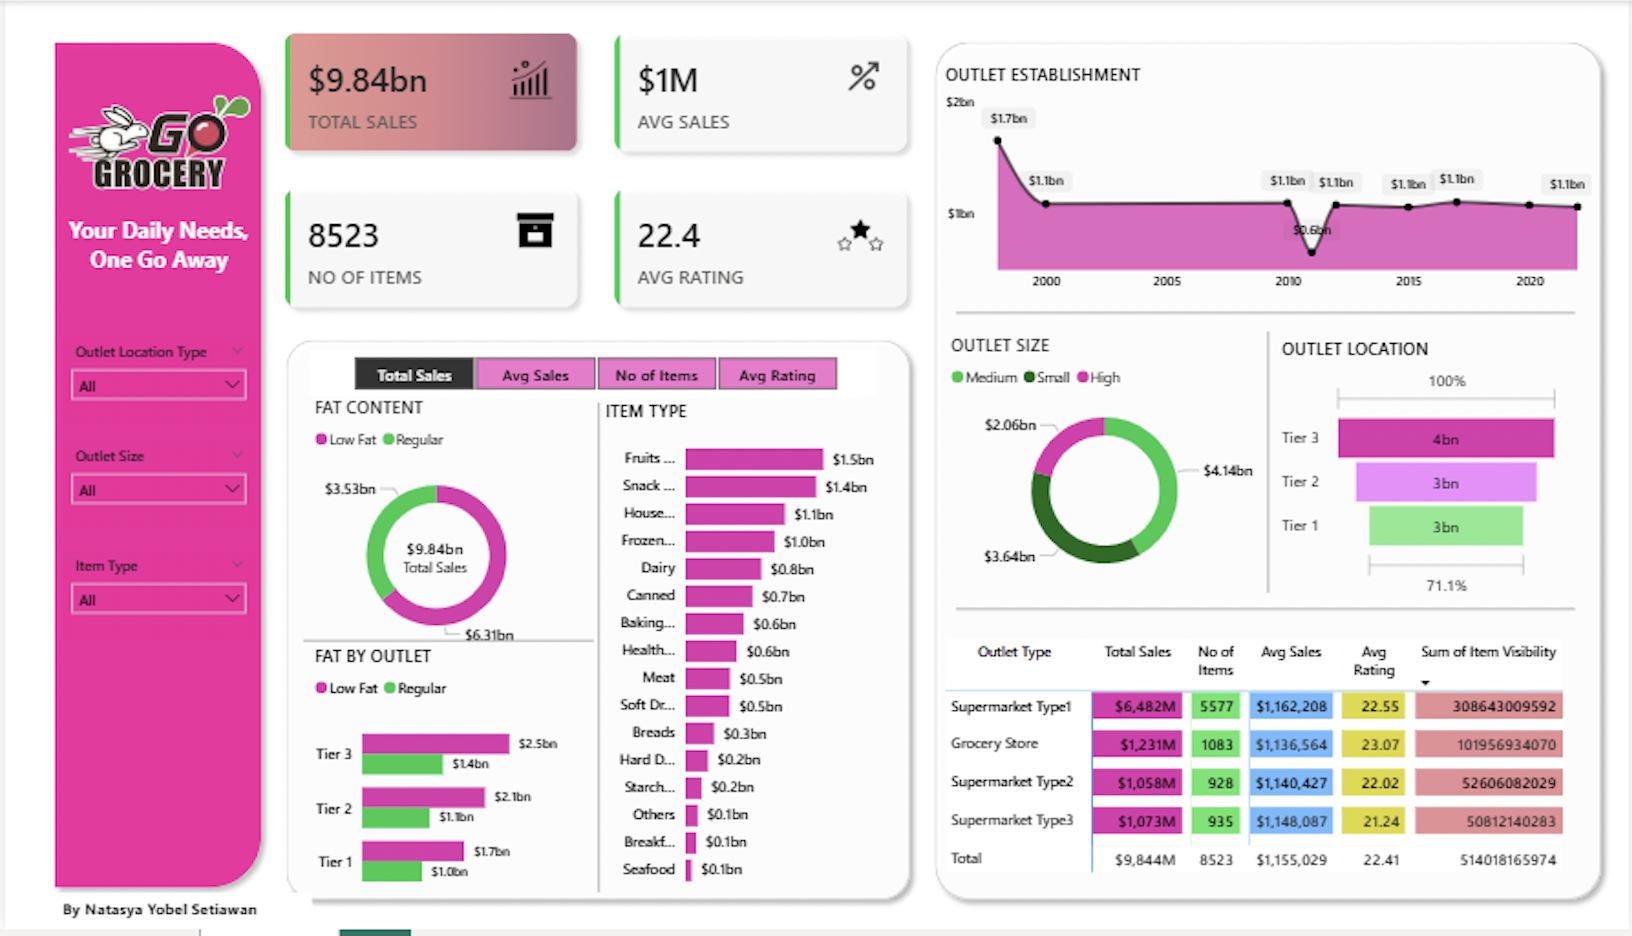 GO
GROCERY
Your Daily Needs,
One Go Away
Outlet Location Type
All
Outlet Size
All
Item Type
All
By Natasya Yobel Setiawan
$9.84bn
TOTAL SALES
$1M
AVG SALES
8523
NO OF ITEMS
22.4
AVG RATING
Total Sales Avg Sales No of Items Avg Rating
FAT CONTENT
Low Fat Regular
$3.53bn
$9.84bn
Total Sales
$6.31bn
FAT BY OUTLET
Low Fat Regular
Tier 3 $2.5bn
$1.4bn
Tier 2 $2.1bn
$1.1bn
Tier 1 $1.7bn
$1.0bn
ITEM TYPE
Fruits ... $1.5bn
Snack ... $1.4bn
House... $1.1bn
Frozen... $1.0bn
Dairy $0.8bn
Canned $0.7bn
Baking... $0.6bn
Health... $0.6bn
Meat $0.5bn
Soft Dr... $0.5bn
Breads $0.3bn
Hard D... $0.2bn
Starch... $0.2bn
Others $0.1bn
Breakf... $0.1bn
Seafood $0.1bn
OUTLET ESTABLISHMENT
$2bn
$1.7bn
$1.1bn $1.1bn $1.1bn $1.1bn $1.1bn $1.1bn
$1bn
$0.6bn
2000 2005 2010 2015 2020
OUTLET SIZE
Medium Small High
$2.06bn
$4.14bn
$3.64bn
OUTLET LOCATION
100%
Tier 3 4bn
Tier 2 3bn
Tier 1 3bn
71.1%
Outlet Type Total Sales No of Items Avg Sales Avg Rating Sum of Item Visibility
Supermarket Type1 $6,482M 5577 $1,162,208 22.55 308643009592
Grocery Store $1,231M 1083 $1,136,564 23.07 101956934070
Supermarket Type2 $1,058M 928 $1,140,427 22.02 52606082029
Supermarket Type3 $1,073M 935 $1,148,087 21.24 50812140283
Total $9,844M 8523 $1,155,029 22.41 514018165974